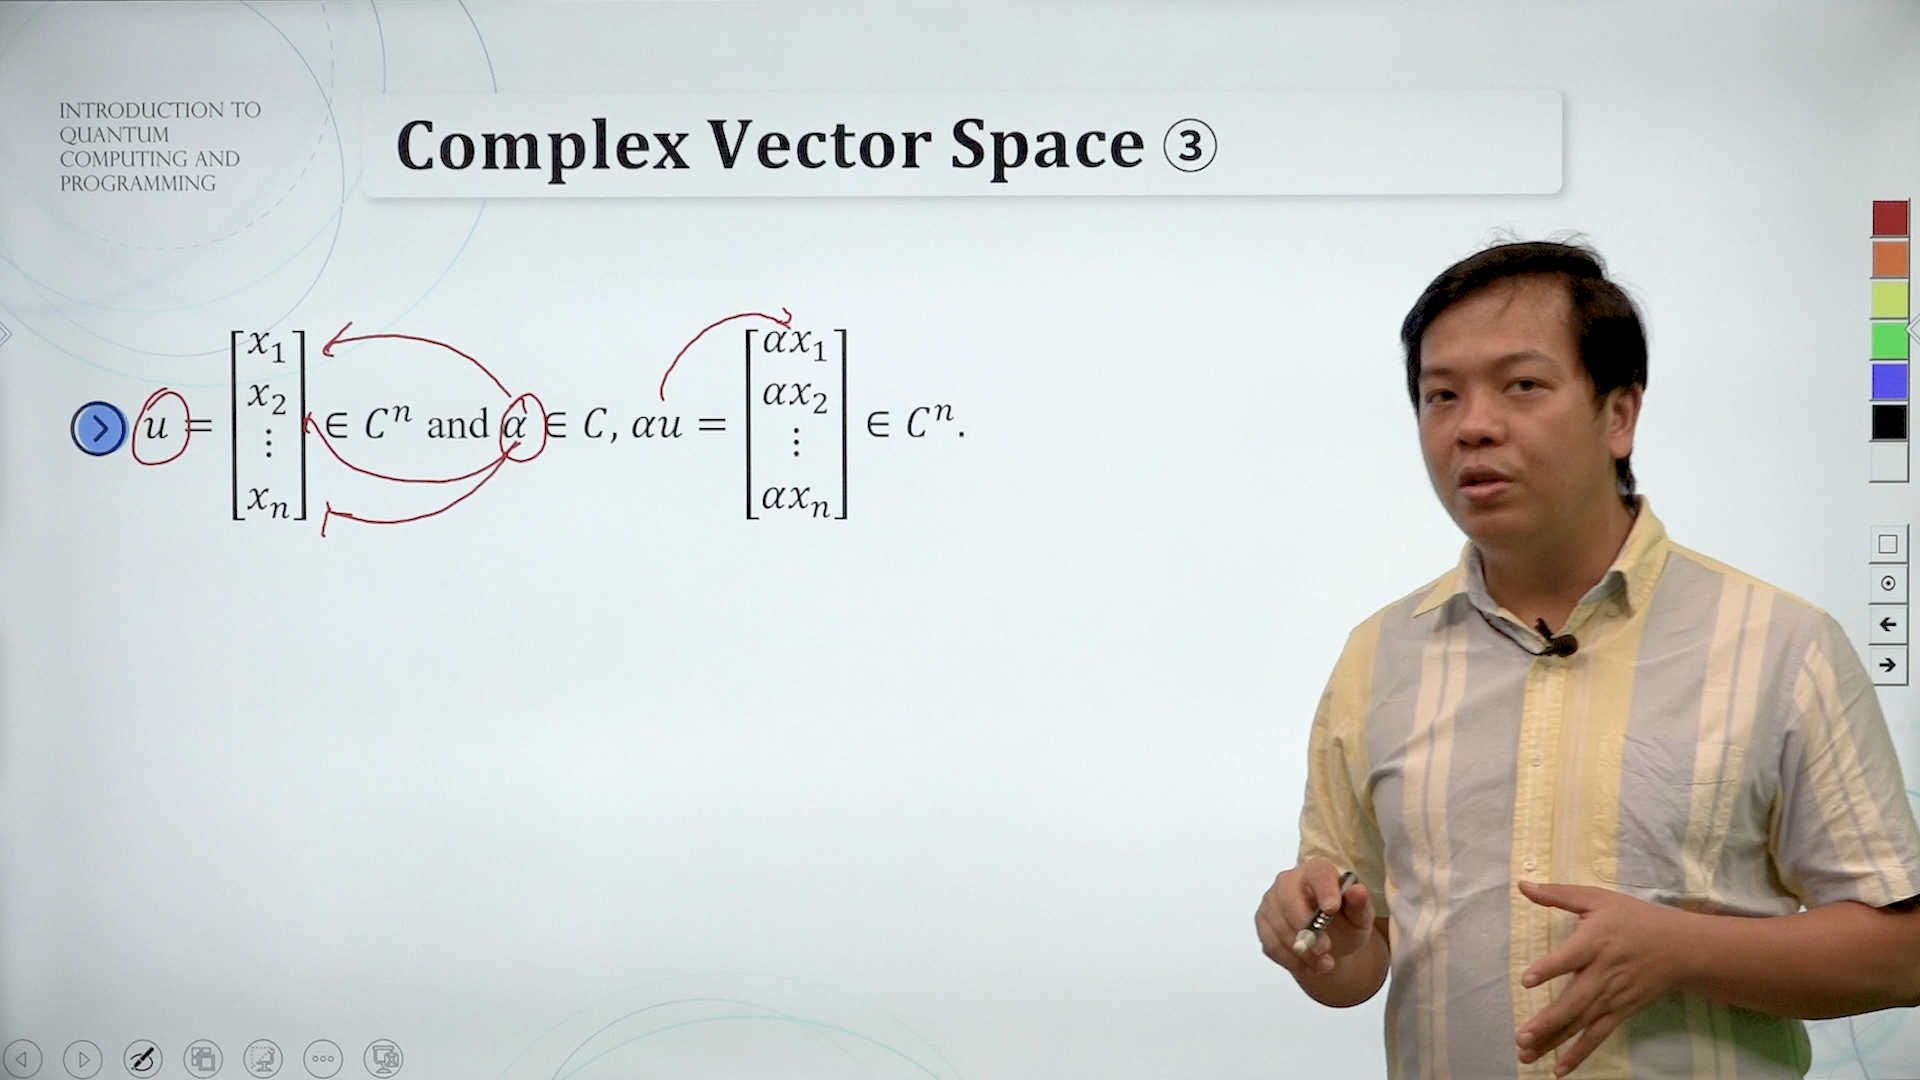 INTRODUCTION TO
QUANTUM
COMPUTING AND
PROGRAMMING
Complex Vector Space ③
u = [x₁ x₂ ⋮ xₙ] ∈ Cⁿ and α ∈ C, αu = [αx₁ αx₂ ⋮ αxₙ] ∈ Cⁿ.